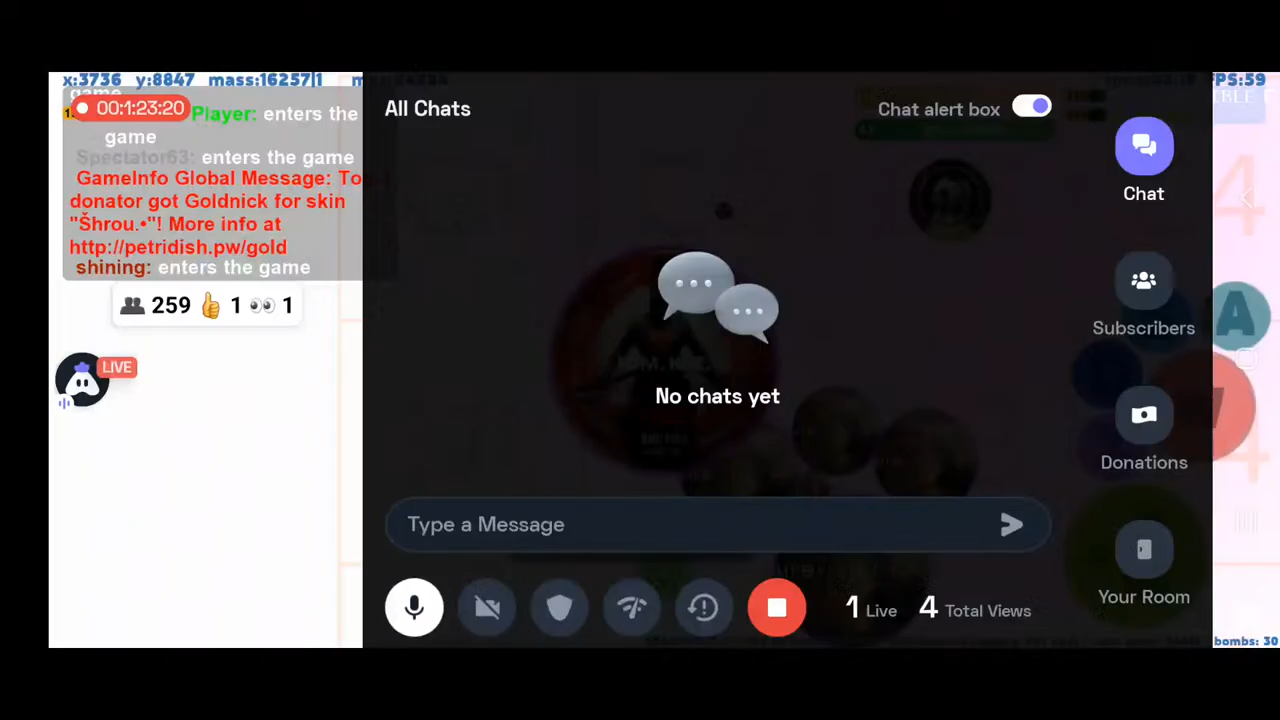 x:3736 y:8847 mass:16257|1
FPS:59
game
00:1:23:20
Player: enters the
game
Spectator63: enters the game
GameInfo Global Message: To
donator got Goldnick for skin
"Šhrou.•"! More info at
http://petridish.pw/gold
shining: enters the game
259 👍 1 👀 1
LIVE
All Chats
Chat alert box
No chats yet
Type a Message
1 Live 4 Total Views
Chat
Subscribers
Donations
Your Room
A
4
4
bombs: 30